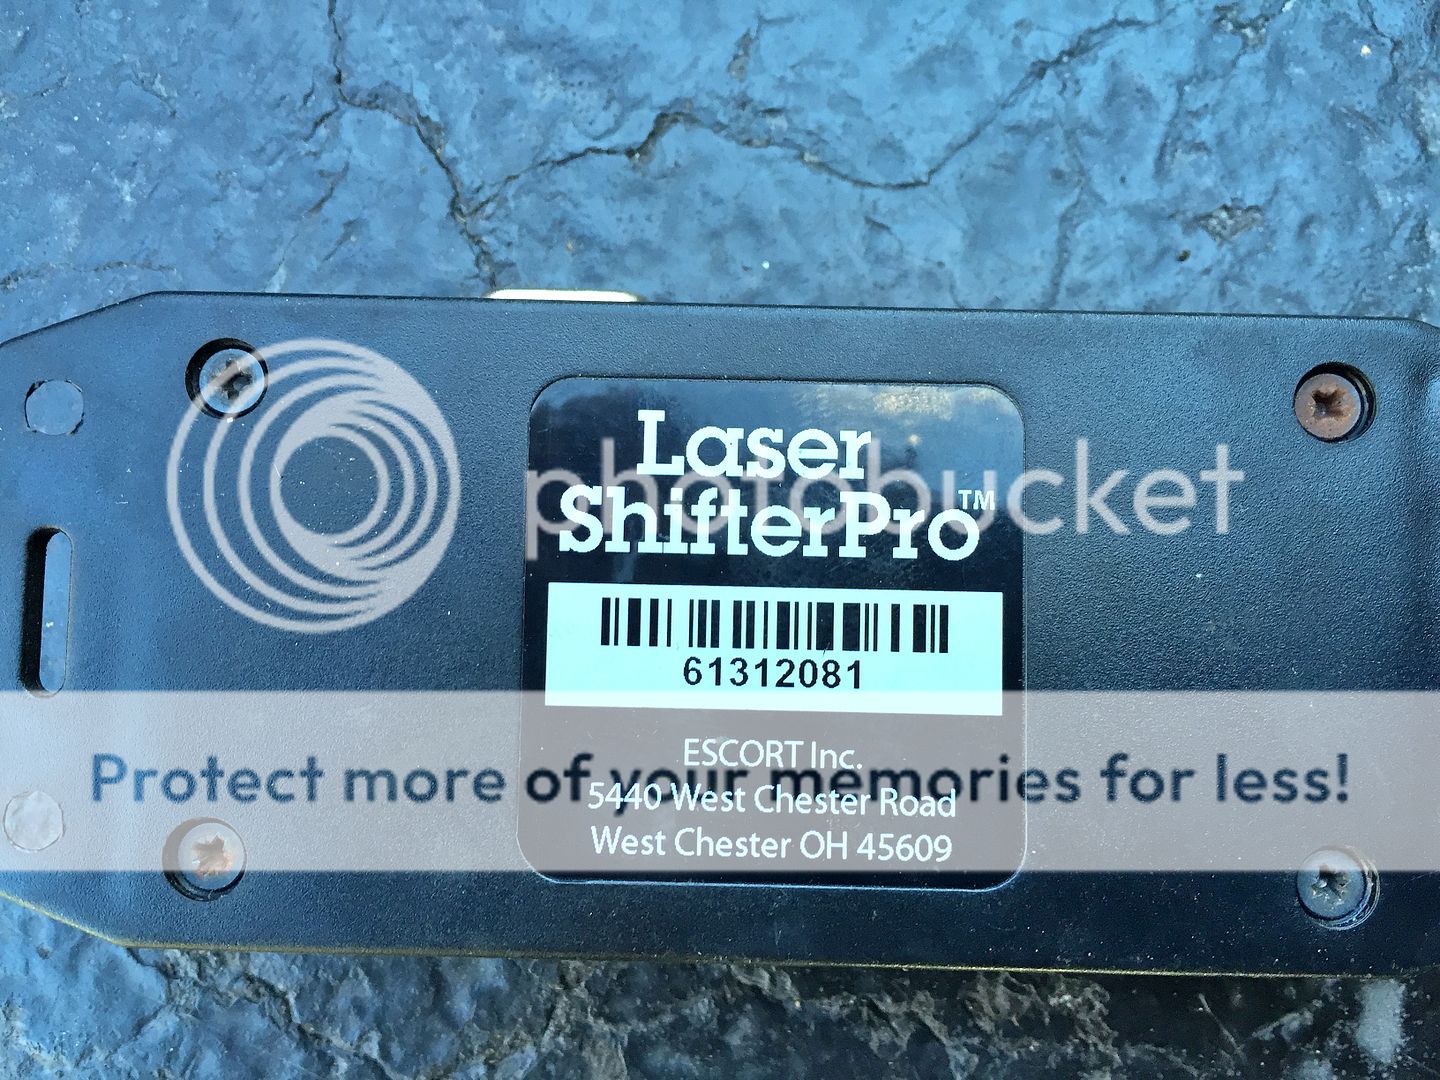 Laser
ShifterPro™
photobucket
61312081
ESCORT Inc.
Protect more of your memories for less!
5440 West Chester Road
West Chester OH 45609